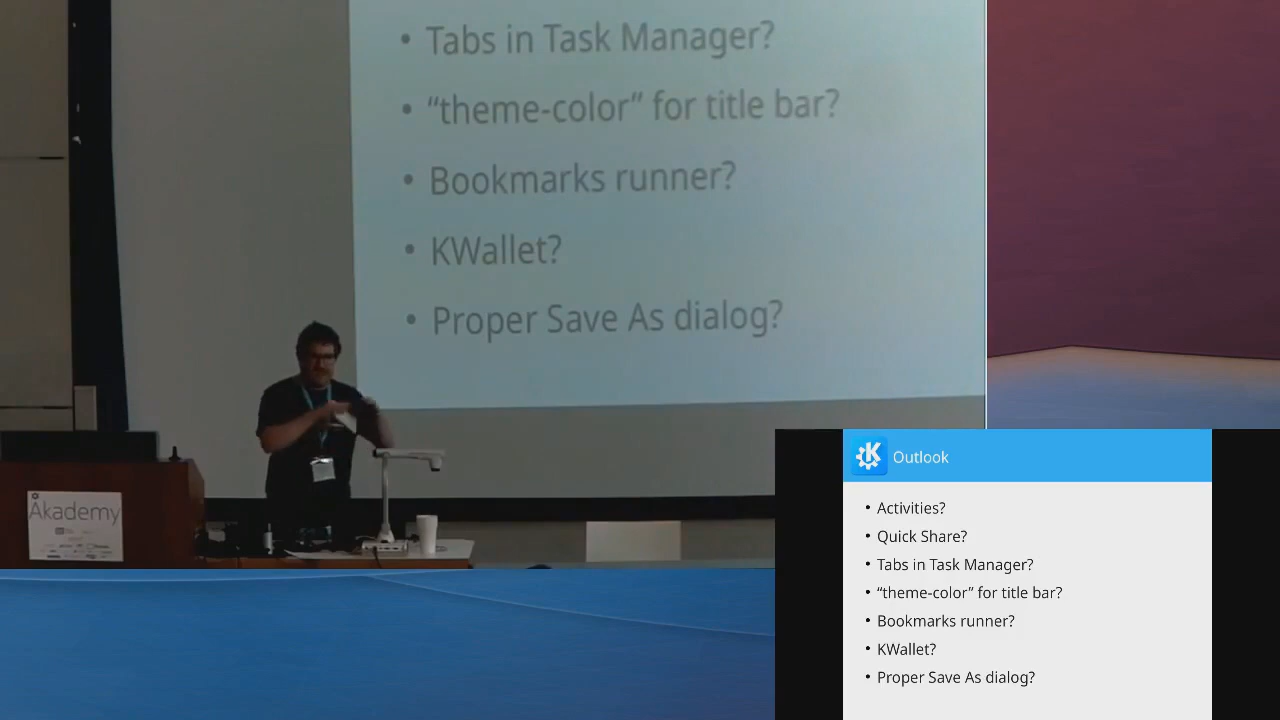 • Tabs in Task Manager?
• “theme-color” for title bar?
• Bookmarks runner?
• KWallet?
• Proper Save As dialog?
Akademy
Outlook
• Activities?
• Quick Share?
• Tabs in Task Manager?
• “theme-color” for title bar?
• Bookmarks runner?
• KWallet?
• Proper Save As dialog?